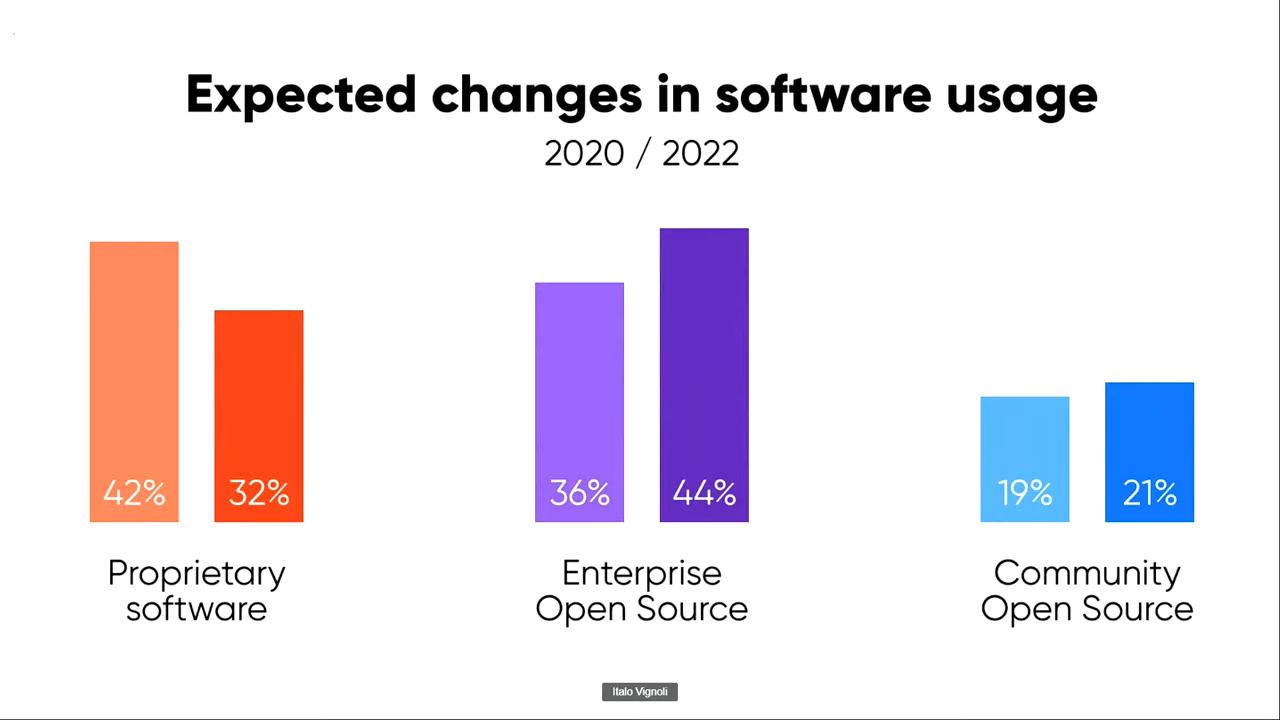 Expected changes in software usage
2020 / 2022
42%
32%
36%
44%
19%
21%
Proprietary
software
Enterprise
Open Source
Community
Open Source
Italo Vignoli